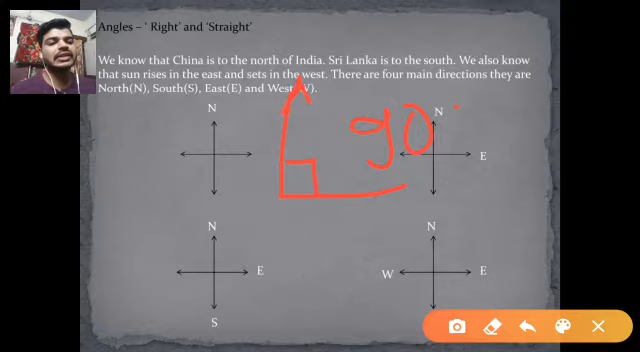 Angles – ' Right' and 'Straight'
We know that China is to the north of India. Sri Lanka is to the south. We also know
that sun rises in the east and sets in the west. There are four main directions they are
North(N), South(S), East(E) and West(W).
N
90°
N
E
N
E
S
N
W
E